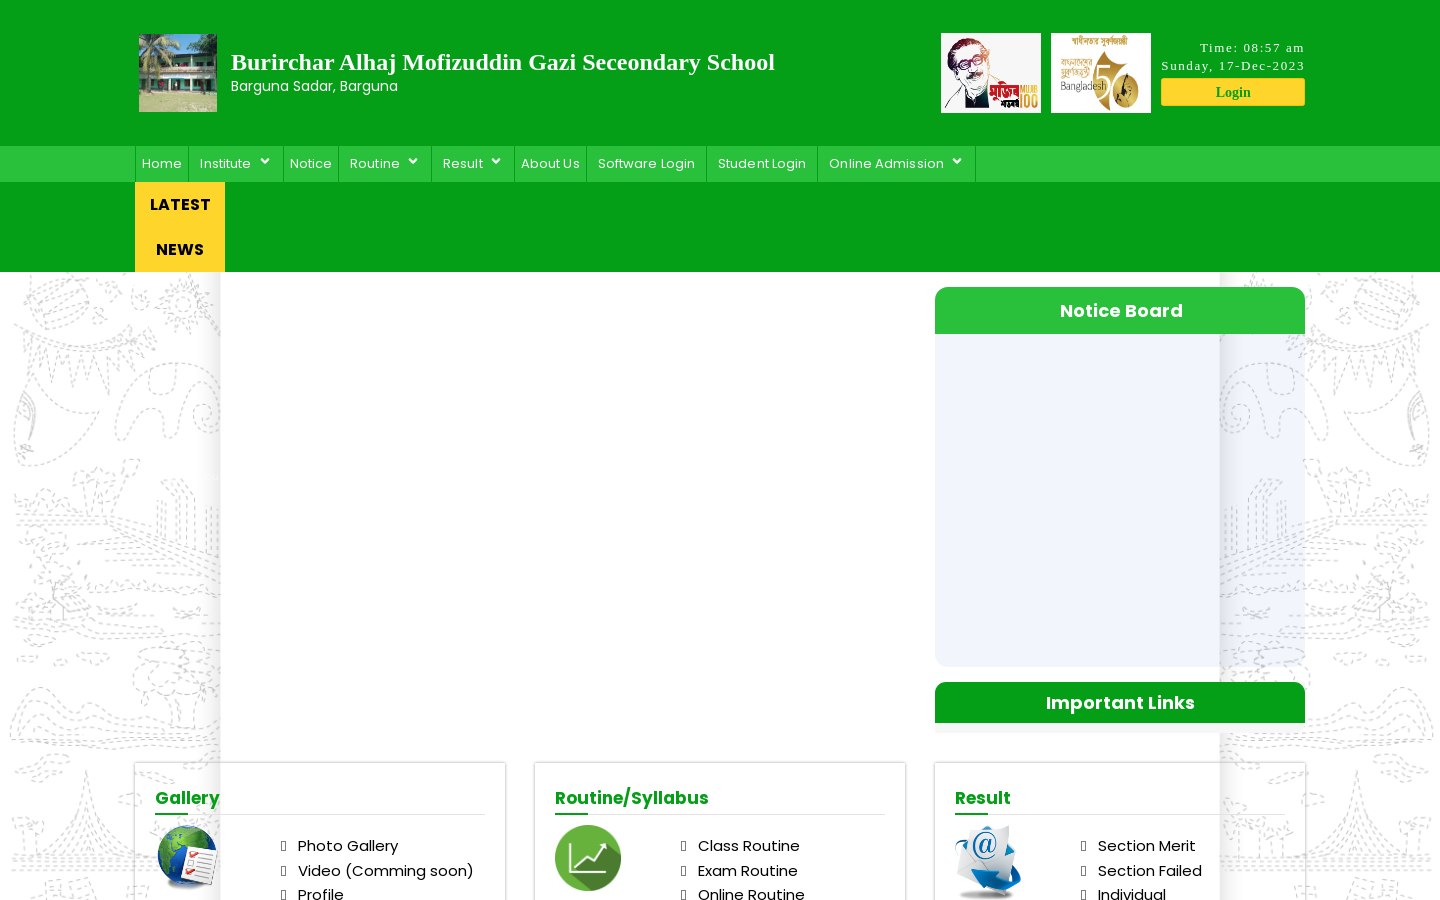 Burirchar Alhaj Mofizuddin Gazi Seceondary School
Barguna Sadar, Barguna
মুজিব
শতবর্ষ
MUJIB
100
স্বাধীনতার সুবর্ণজয়ন্তী
50
Bangladesh
Time: 08:57 am
Sunday, 17-Dec-2023
Login
Home Institute Notice Routine Result About Us Software Login Student Login Online Admission
LATEST
NEWS
Notice Board
Important Links
Gallery
Photo Gallery
Video (Comming soon)
Profile
Routine/Syllabus
Class Routine
Exam Routine
Online Routine
Result
Section Merit
Section Failed
Individual